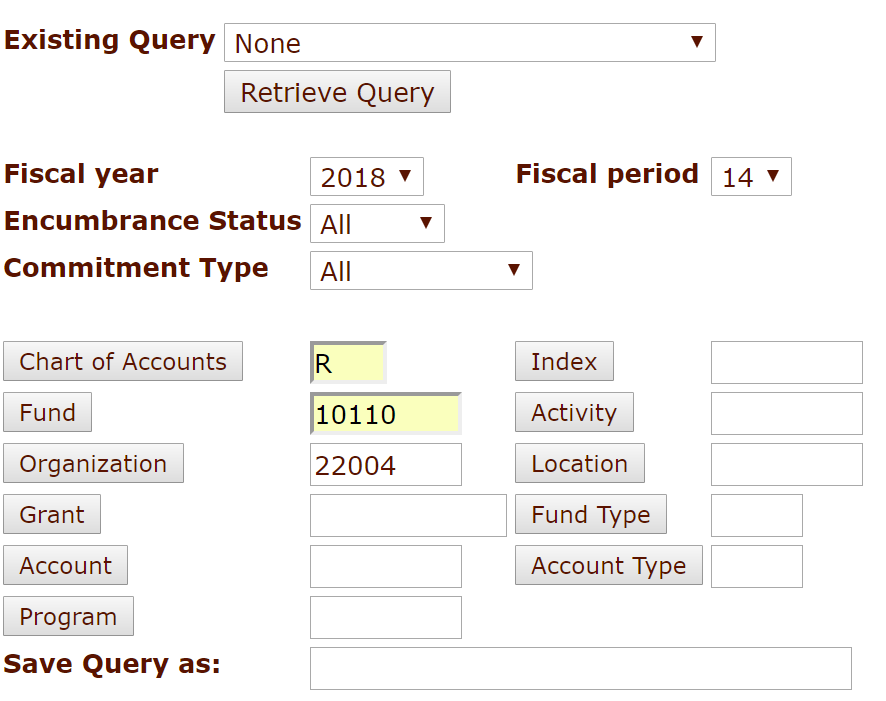 Existing Query None
Retrieve Query
Fiscal year 2018 Fiscal period 14
Encumbrance Status All
Commitment Type All
Chart of Accounts R Index
Fund 10110 Activity
Organization 22004 Location
Grant Fund Type
Account Account Type
Program
Save Query as: